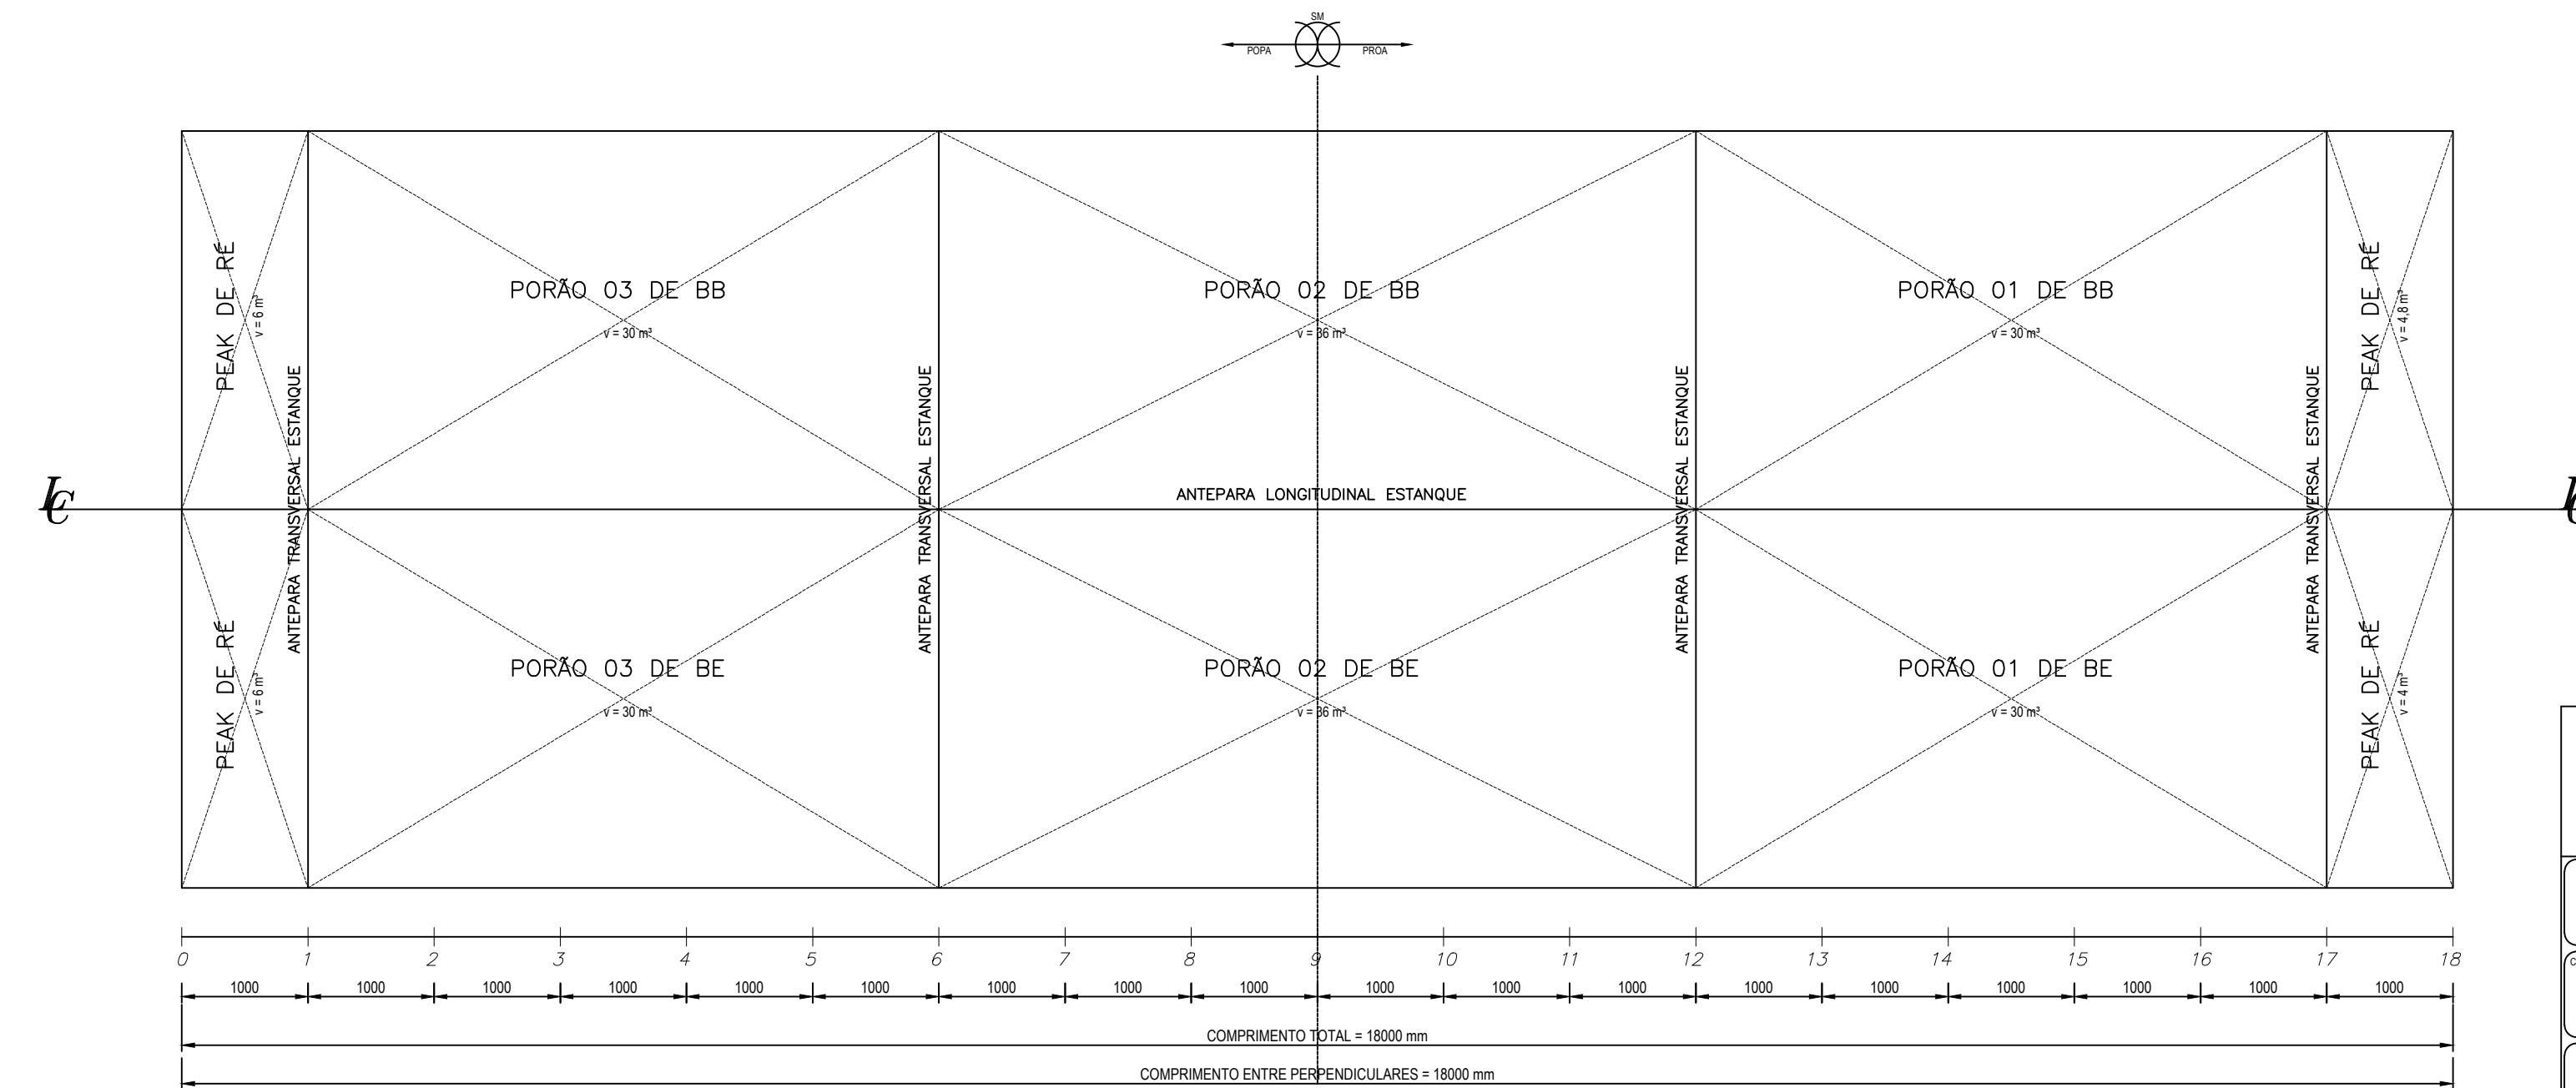 SM
POPA
PROA
PEAK DE RÉ
v = 6 m³
ANTEPARA TRANSVERSAL ESTANQUE
PORÃO 03 DE BB
v = 30 m³
ANTEPARA TRANSVERSAL ESTANQUE
PORÃO 02 DE BB
v = 36 m³
ANTEPARA TRANSVERSAL ESTANQUE
PORÃO 01 DE BB
v = 30 m³
ANTEPARA TRANSVERSAL ESTANQUE
PEAK DE RÉ
v = 4,8 m³
LC
ANTEPARA LONGITUDINAL ESTANQUE
PEAK DE RÉ
v = 6 m³
PORÃO 03 DE BE
v = 30 m³
PORÃO 02 DE BE
v = 36 m³
PORÃO 01 DE BE
v = 30 m³
PEAK DE RÉ
v = 4 m³
0 1 2 3 4 5 6 7 8 9 10 11 12 13 14 15 16 17 18
1000 1000 1000 1000 1000 1000 1000 1000 1000 1000 1000 1000 1000 1000 1000 1000 1000 1000
COMPRIMENTO TOTAL = 18000 mm
COMPRIMENTO ENTRE PERPENDICULARES = 18000 mm